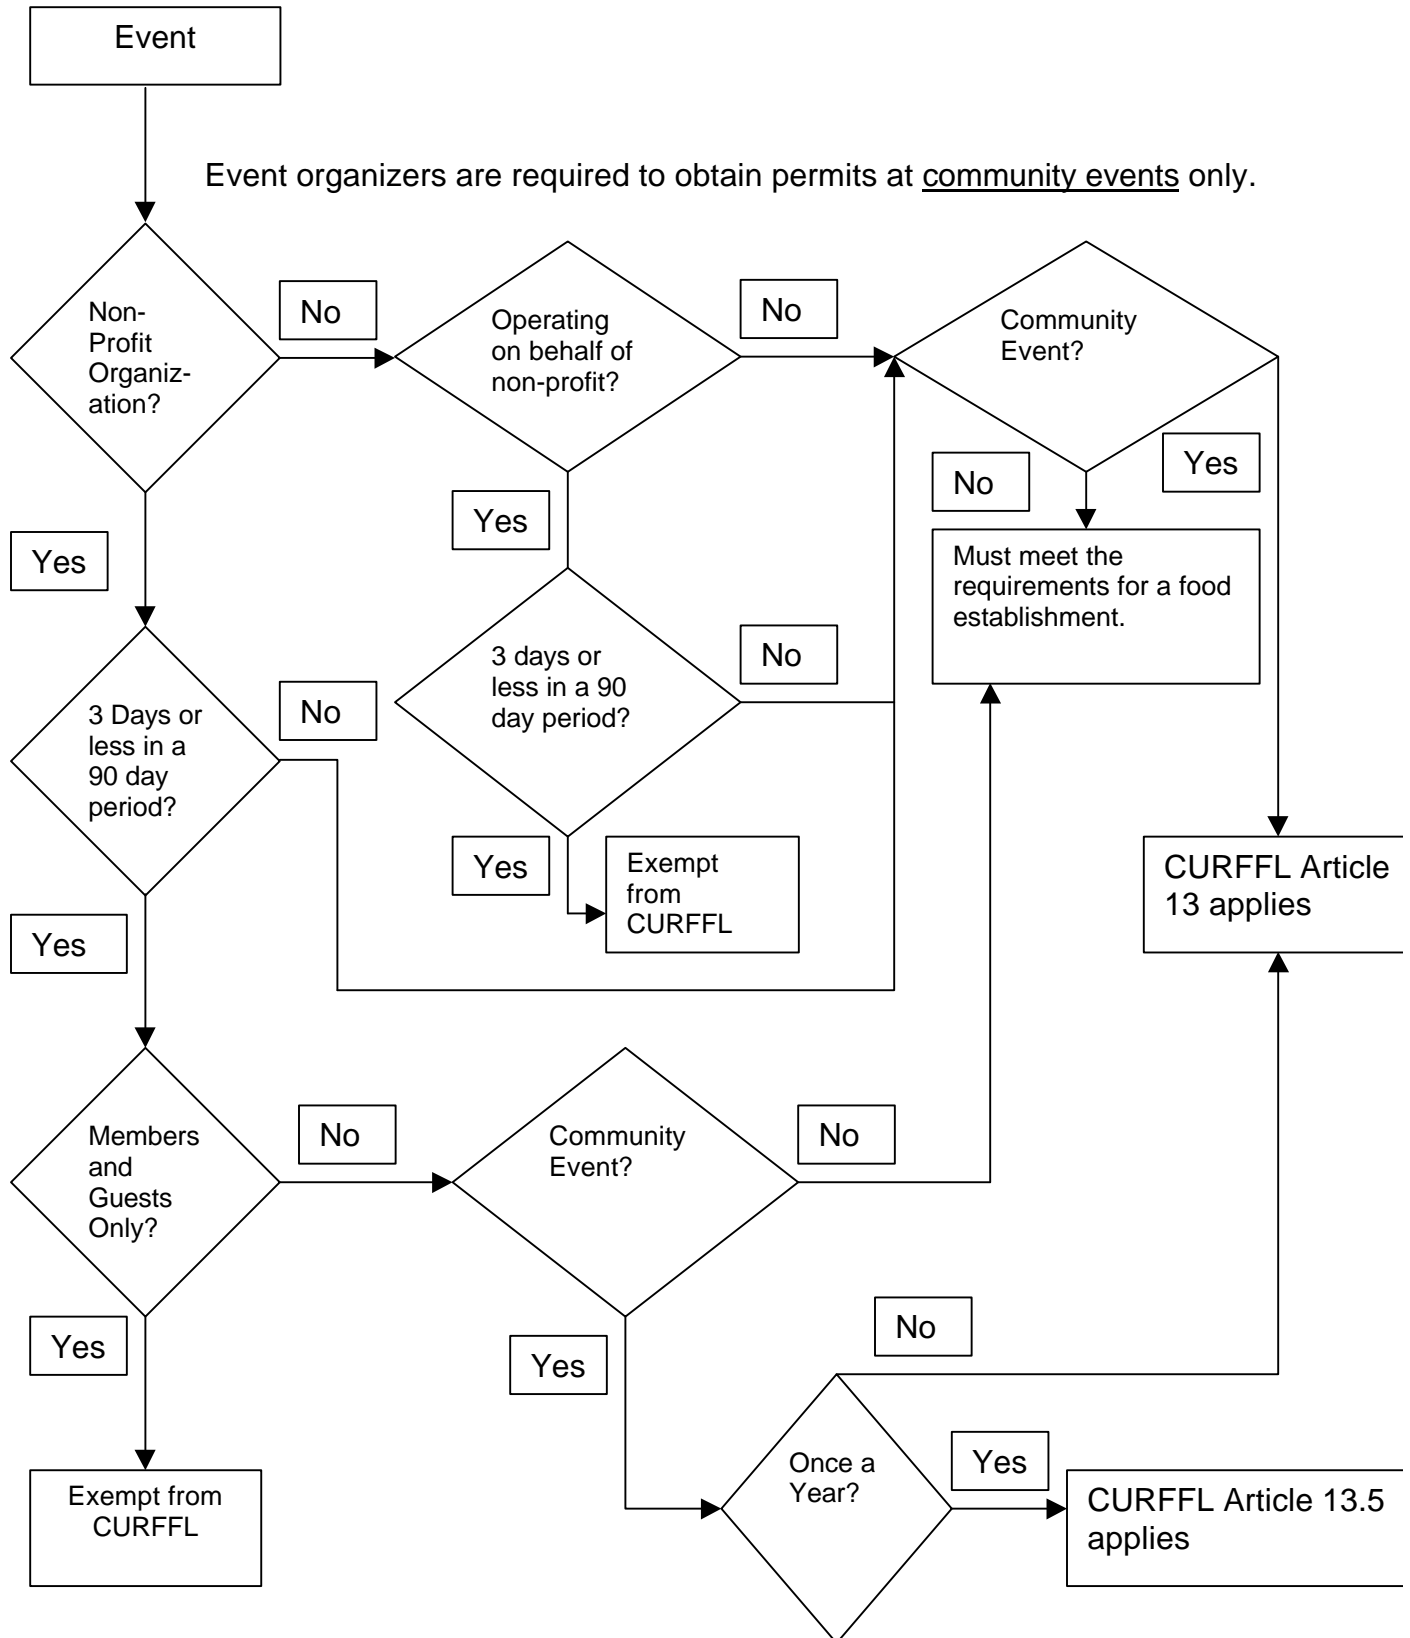 Event
Event organizers are required to obtain permits at community events only.
Non-
Profit
Organiz-
ation?
No
Operating
on behalf of
non-profit?
No
Community
Event?
Yes
No
Yes
Yes
Must meet the
requirements for a food
establishment.
3 days or
less in a 90
day period?
No
3 Days or
less in a
90 day
period?
No
Yes
Exempt
from
CURFFL
CURFFL Article
13 applies
Yes
Members
and
Guests
Only?
No
Community
Event?
No
Yes
Yes
No
Once a
Year?
Yes
CURFFL Article 13.5
applies
Exempt from
CURFFL